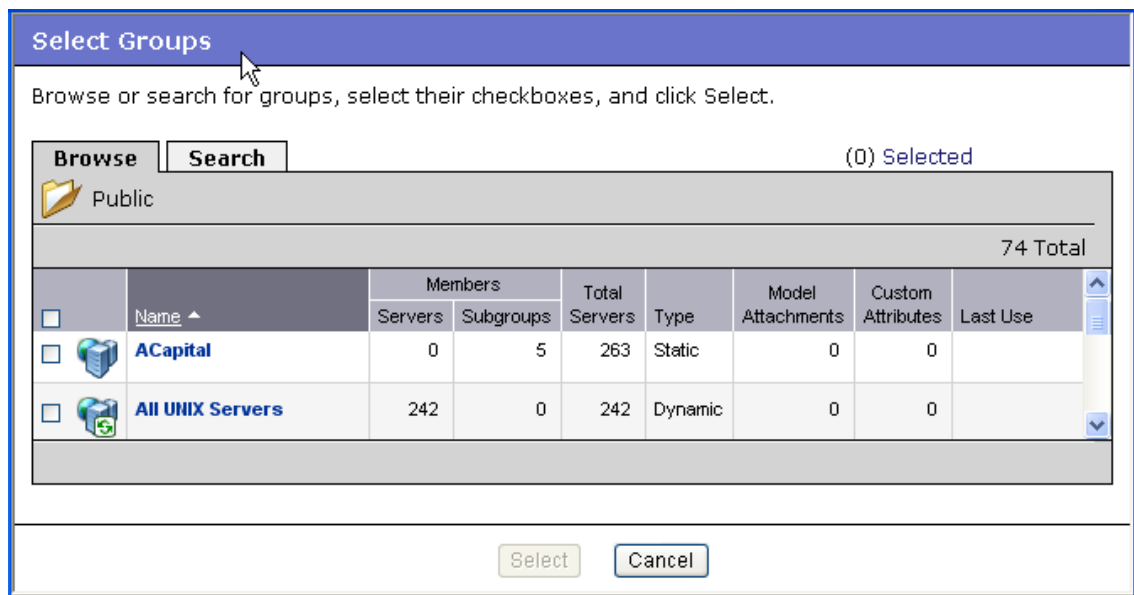 Select Groups
Browse or search for groups, select their checkboxes, and click Select.
Browse Search (0) Selected
Public
74 Total
Members
Name Servers Subgroups Total Servers Type Model Attachments Custom Attributes Last Use
ACapital 0 5 263 Static 0 0
All UNIX Servers 242 0 242 Dynamic 0 0
Select Cancel